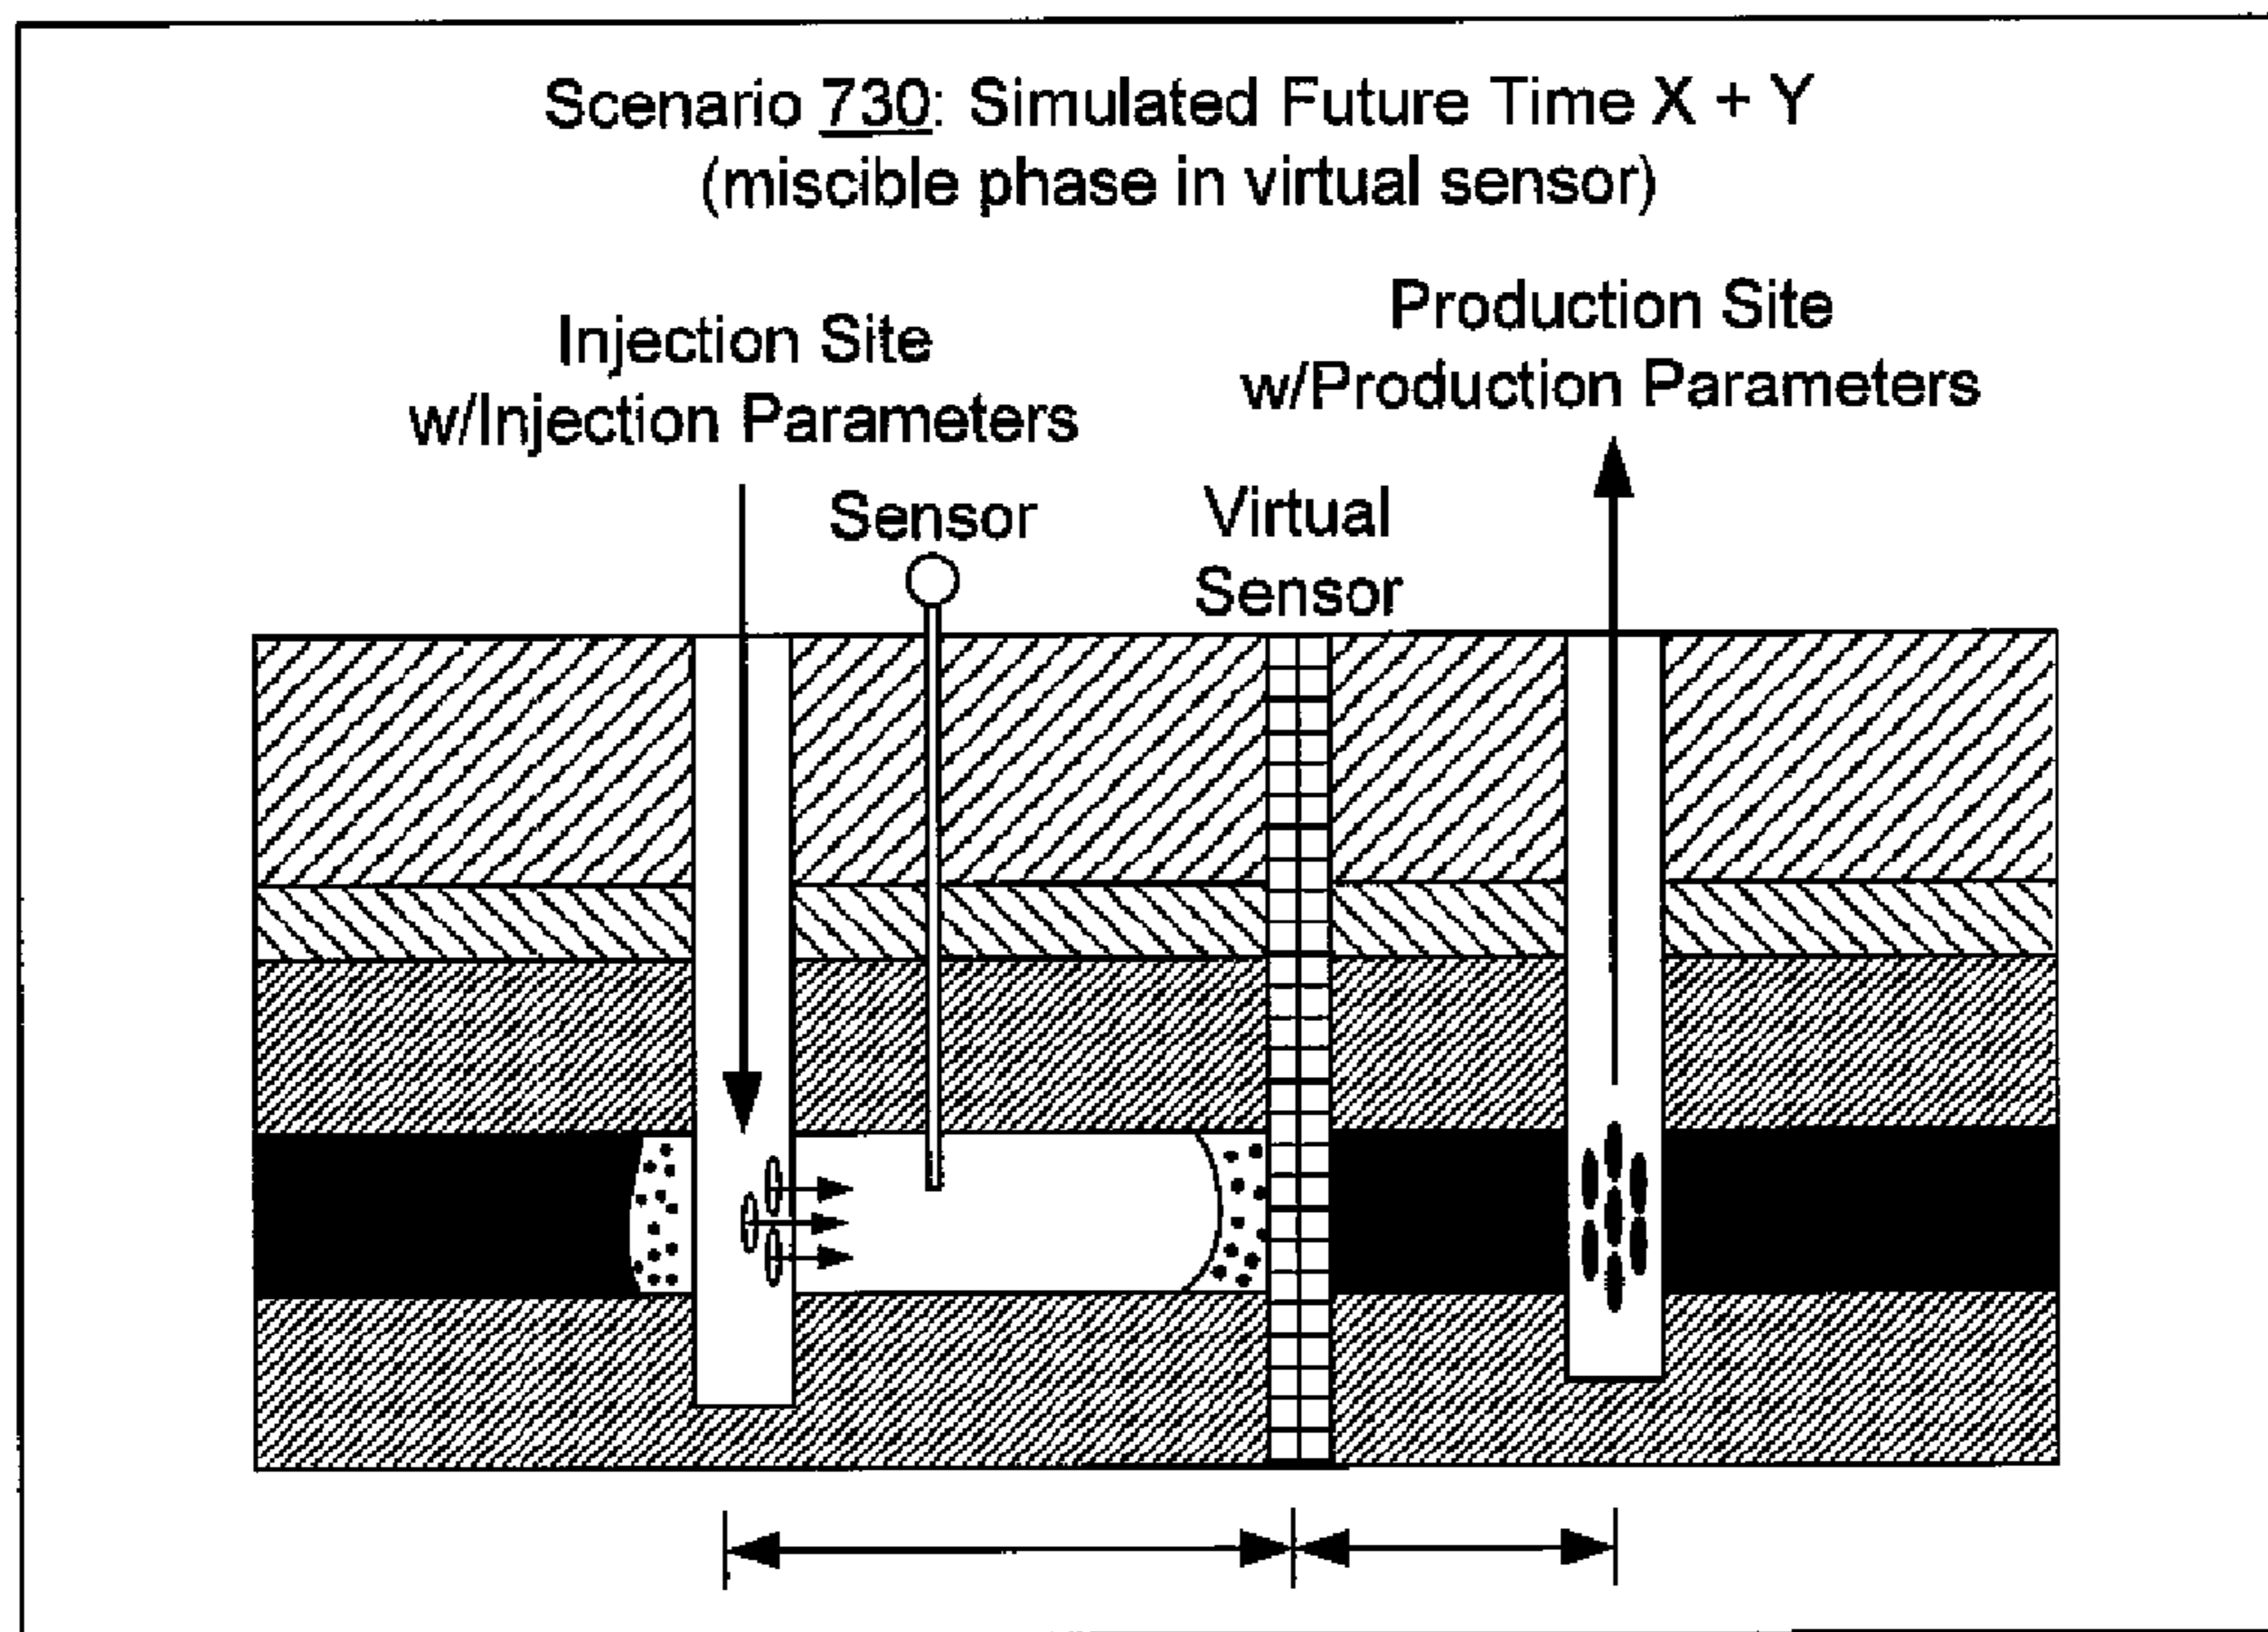 Scenario 730: Simulated Future Time X + Y
(miscible phase in virtual sensor)
Injection Site
w/Injection Parameters
Production Site
w/Production Parameters
Sensor
Virtual
Sensor